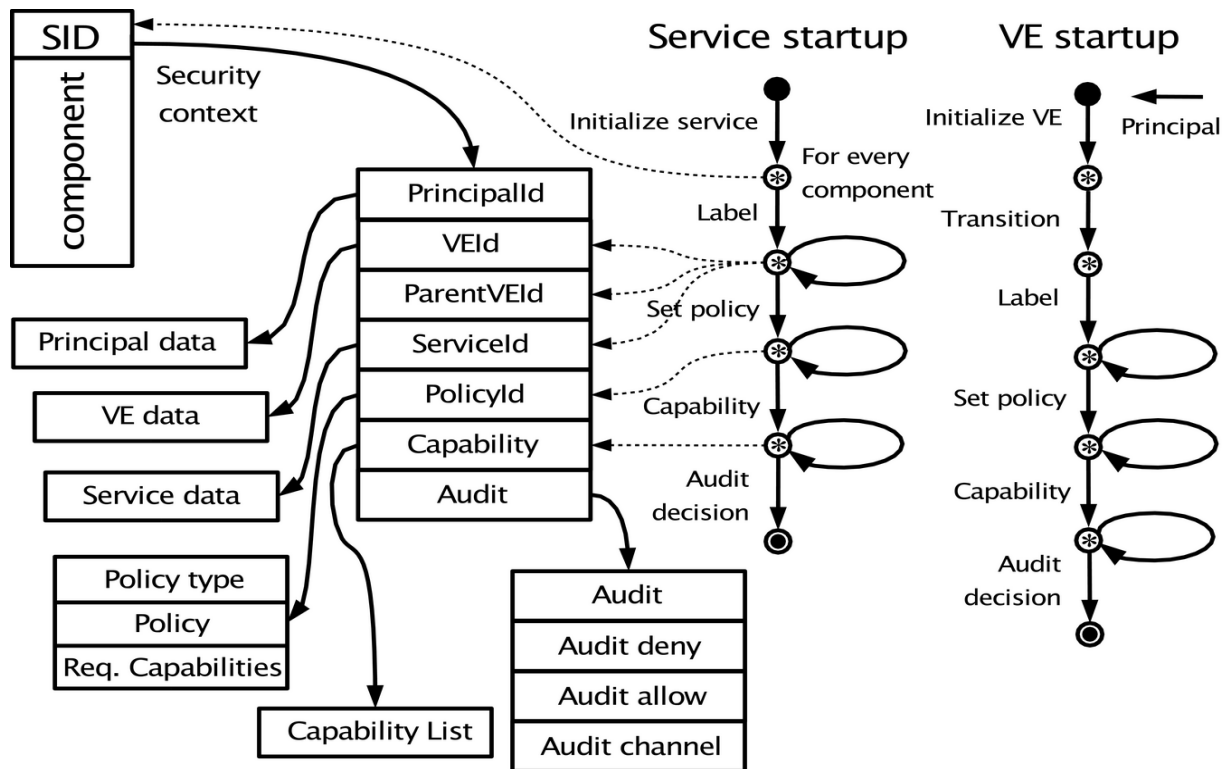 SID
component
Security
context
PrincipalId
VEId
ParentVEId
ServiceId
PolicyId
Capability
Audit
Principal data
VE data
Service data
Policy type
Policy
Req. Capabilities
Capability List
Audit
Audit deny
Audit allow
Audit channel
Service startup
Initialize service
For every
component
Label
Set policy
Capability
Audit
decision
VE startup
Initialize VE
Principal
Transition
Label
Set policy
Capability
Audit
decision